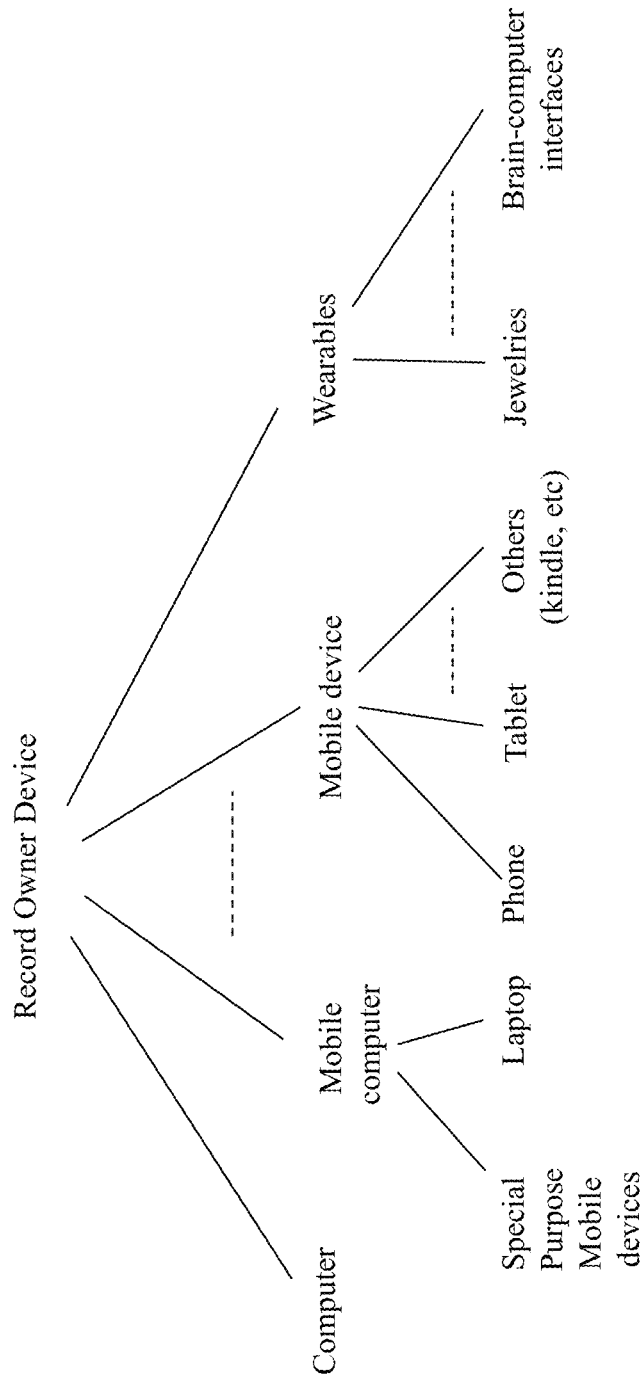 Record Owner Device
Computer
Mobile
computer
Mobile device
Wearables
Special
Purpose
Mobile
devices
Laptop
Phone
Tablet
Others
(kindle, etc)
Jewelries
Brain-computer
interfaces